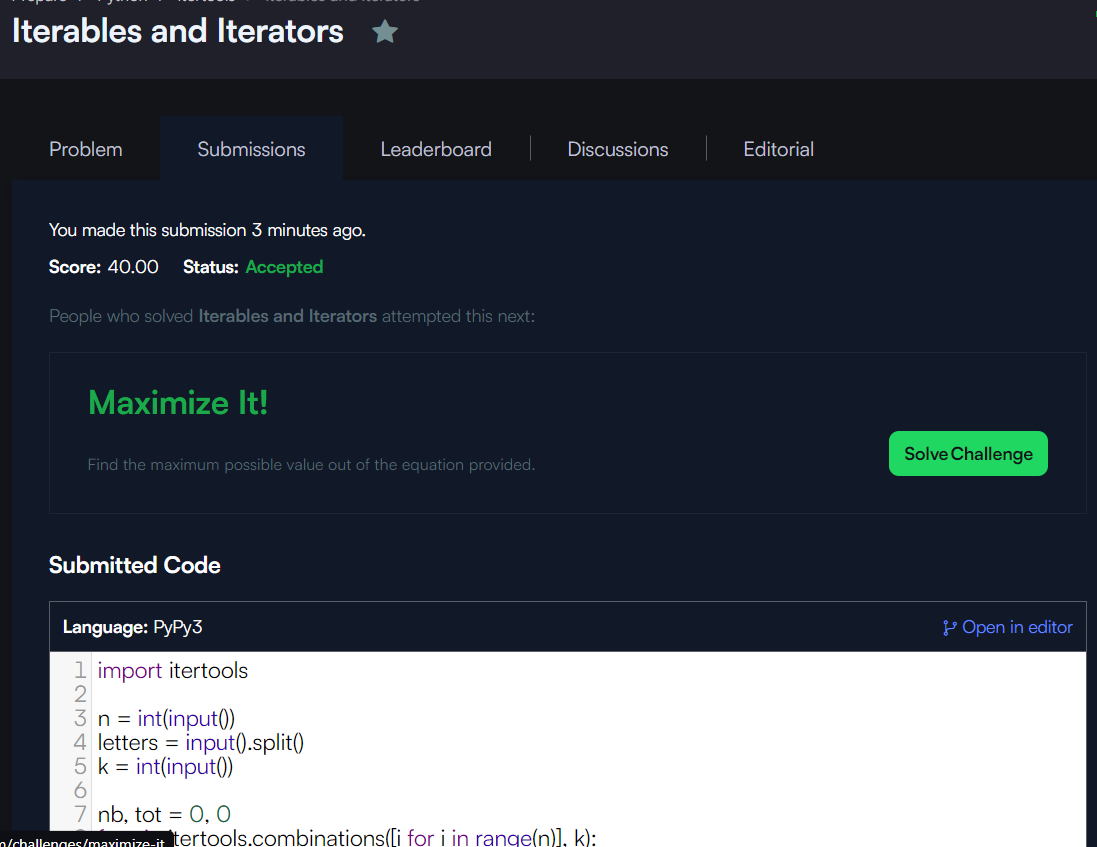 Iterables and Iterators
Problem Submissions Leaderboard Discussions Editorial
You made this submission 3 minutes ago.
Score: 40.00 Status: Accepted
People who solved Iterables and Iterators attempted this next:
Maximize It!
Find the maximum possible value out of the equation provided.
Solve Challenge
Submitted Code
Language: PyPy3 Open in editor
1 import itertools
2
3 n = int(input())
4 letters = input().split()
5 k = int(input())
6
7 nb, tot = 0, 0
itertools.combinations([i for i in range(n)], k):
m/challenges/maximize-it